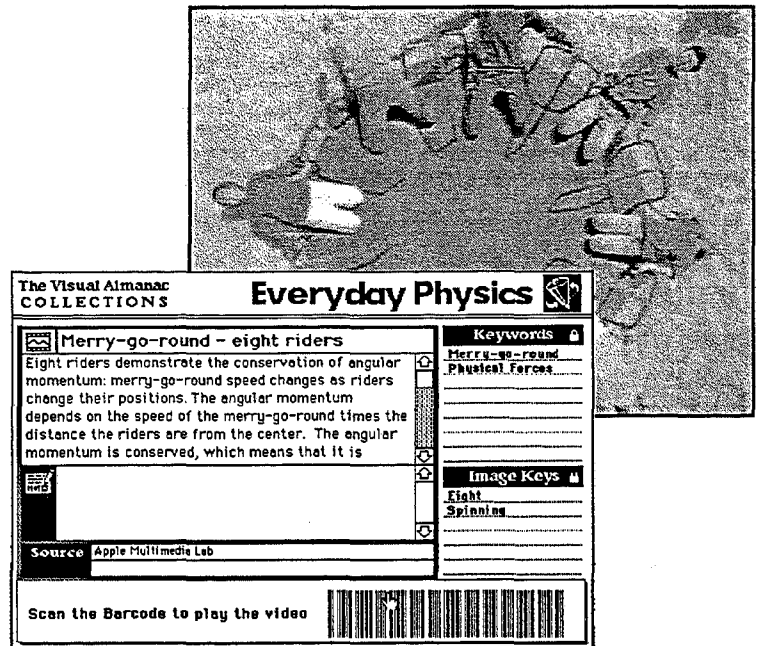 The Visual Almanac
COLLECTIONS
Everyday Physics
Merry-go-round - eight riders
Eight riders demonstrate the conservation of angular
momentum: merry-go-round speed changes as riders
change their positions. The angular momentum
depends on the speed of the merry-go-round times the
distance the riders are from the center. The angular
momentum is conserved, which means that it is
Source Apple Multimedia Lab
Keywords
Merry-go-round
Physical Forces
Image Keys
Eight
Spinning
Scan the Barcode to play the video